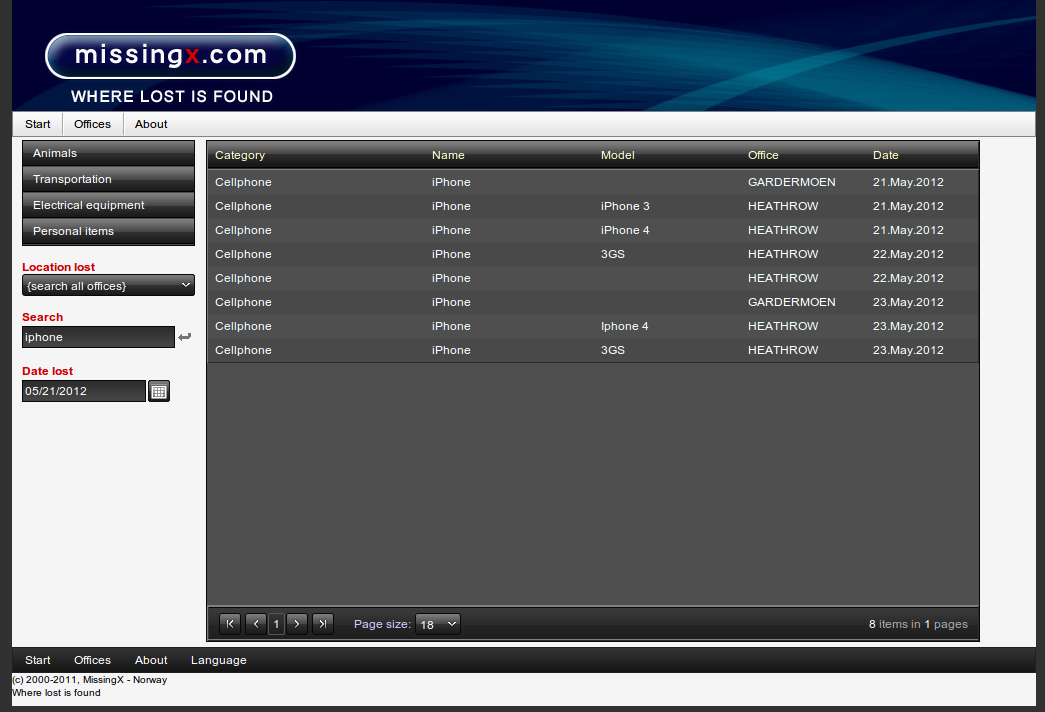 missingx.com
WHERE LOST IS FOUND
Start Offices About
Animals
Transportation
Electrical equipment
Personal items
Location lost
{search all offices}
Search
iphone
Date lost
05/21/2012
Category Name Model Office Date
Cellphone iPhone GARDERMOEN 21.May.2012
Cellphone iPhone iPhone 3 HEATHROW 21.May.2012
Cellphone iPhone iPhone 4 HEATHROW 21.May.2012
Cellphone iPhone 3GS HEATHROW 22.May.2012
Cellphone iPhone HEATHROW 22.May.2012
Cellphone iPhone GARDERMOEN 23.May.2012
Cellphone iPhone Iphone 4 HEATHROW 23.May.2012
Cellphone iPhone 3GS HEATHROW 23.May.2012
1 Page size: 18 8 items in 1 pages
Start Offices About Language
(c) 2000-2011, MissingX - Norway
Where lost is found